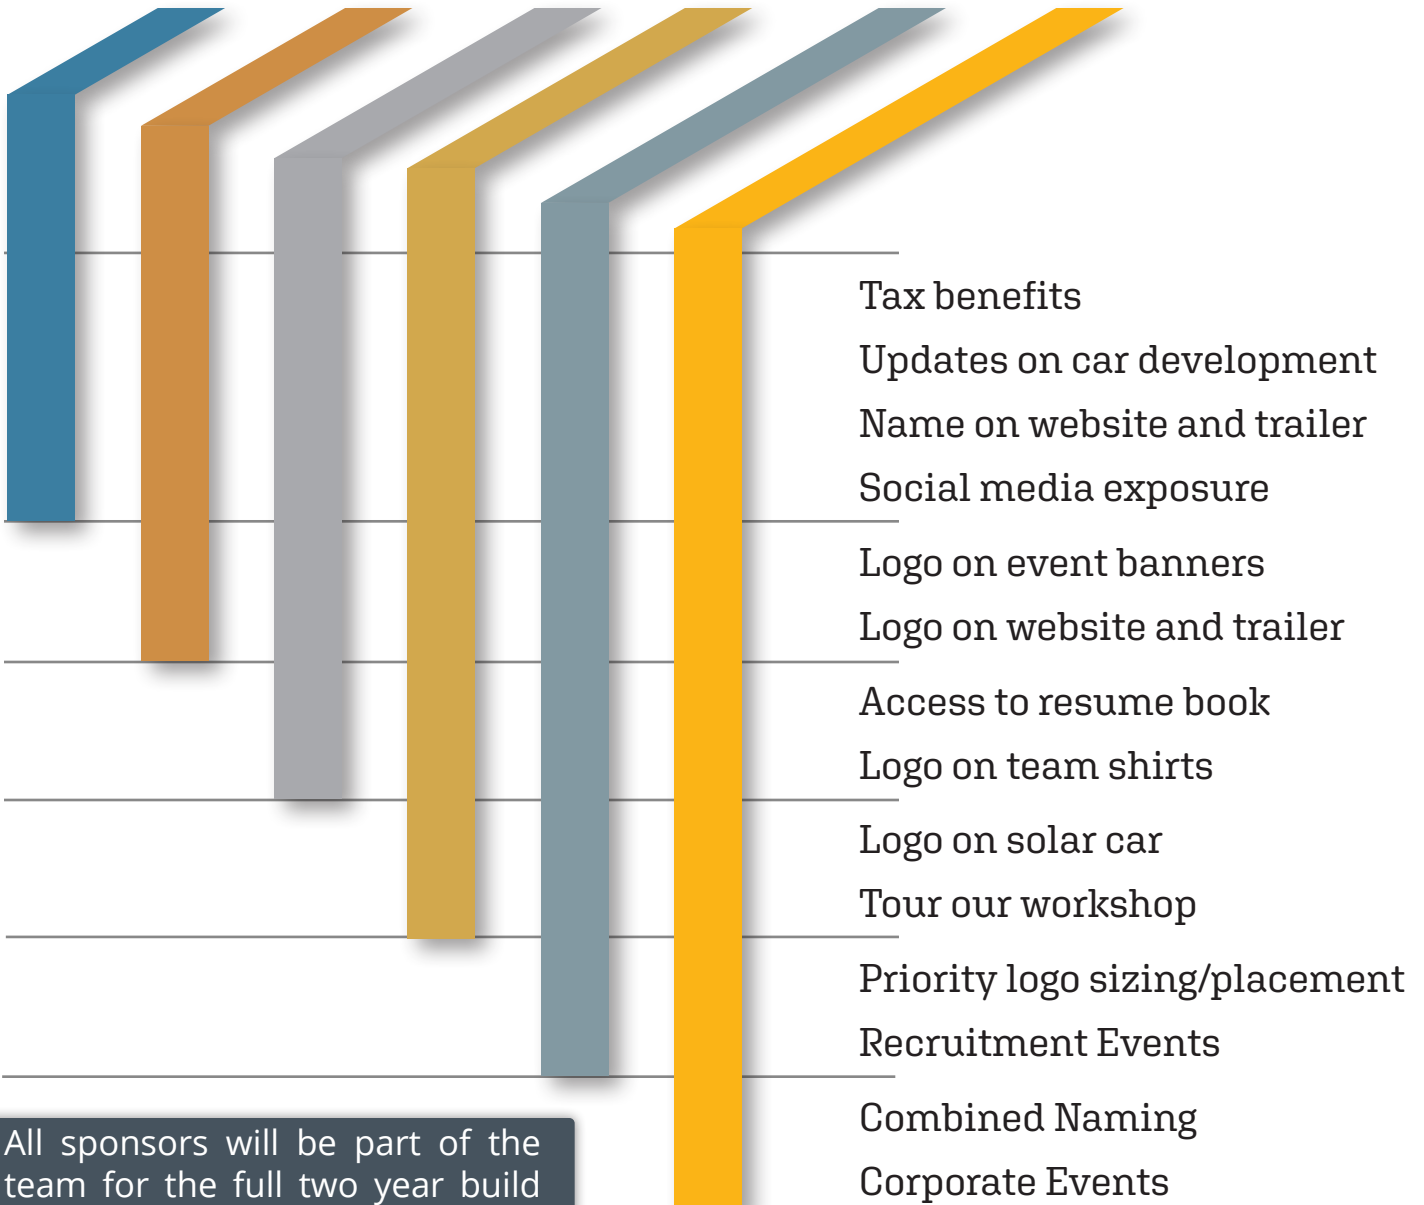 Tax benefits
Updates on car development
Name on website and trailer
Social media exposure
Logo on event banners
Logo on website and trailer
Access to resume book
Logo on team shirts
Logo on solar car
Tour our workshop
Priority logo sizing/placement
Recruitment Events
Combined Naming
Corporate Events
All sponsors will be part of the
team for the full two year build